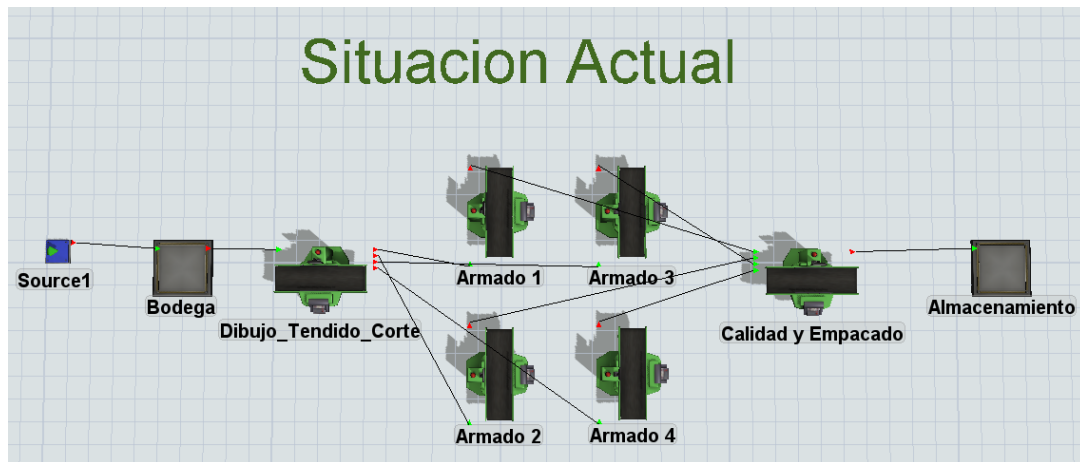 Situacion Actual
Source1
Bodega
Dibujo_Tendido_Corte
Armado 1
Armado 3
Armado 2
Armado 4
Calidad y Empacado
Almacenamiento